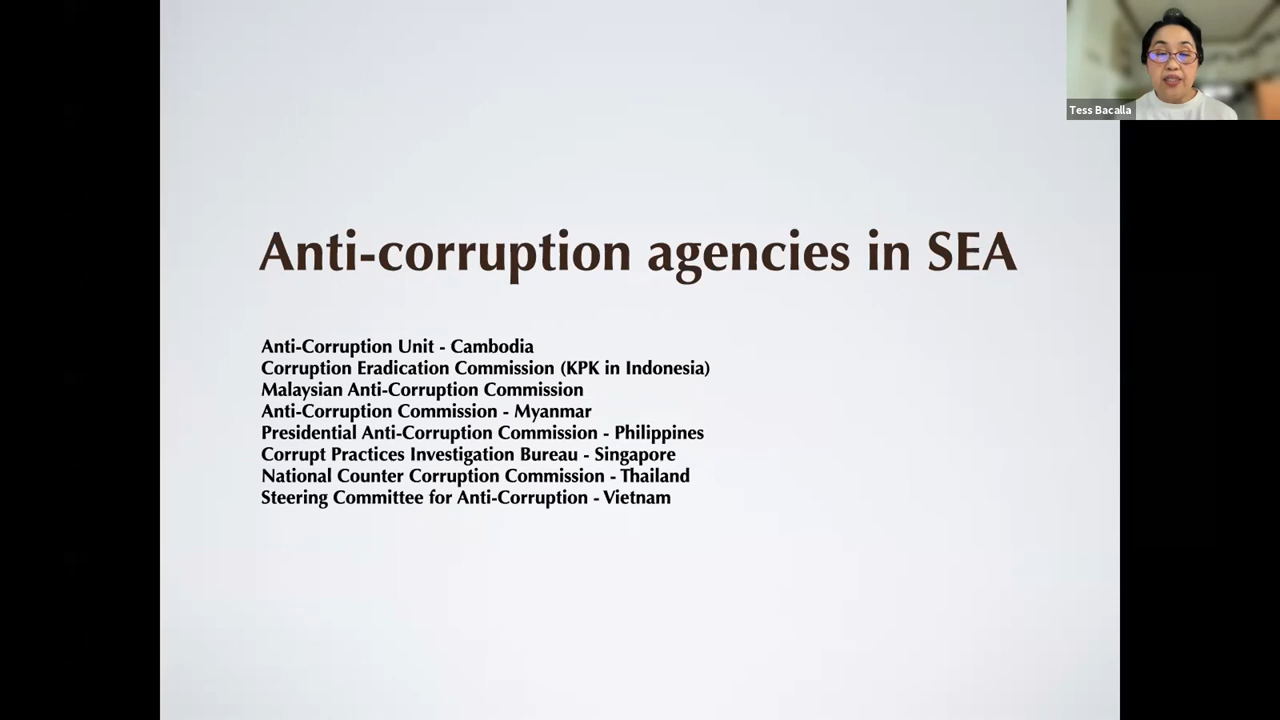 Tess Bacalla
Anti-corruption agencies in SEA
Anti-Corruption Unit - Cambodia
Corruption Eradication Commission (KPK in Indonesia)
Malaysian Anti-Corruption Commission
Anti-Corruption Commission - Myanmar
Presidential Anti-Corruption Commission - Philippines
Corrupt Practices Investigation Bureau - Singapore
National Counter Corruption Commission - Thailand
Steering Committee for Anti-Corruption - Vietnam